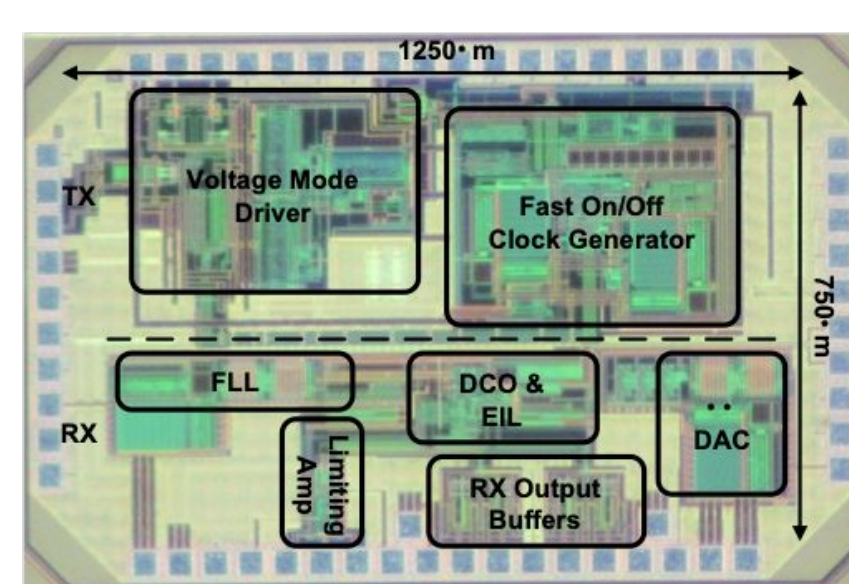 1250• m
Voltage Mode
Driver
TX
Fast On/Off
Clock Generator
750• m
FLL
DCO &
EIL
••
DAC
RX
Limiting
Amp
RX Output
Buffers